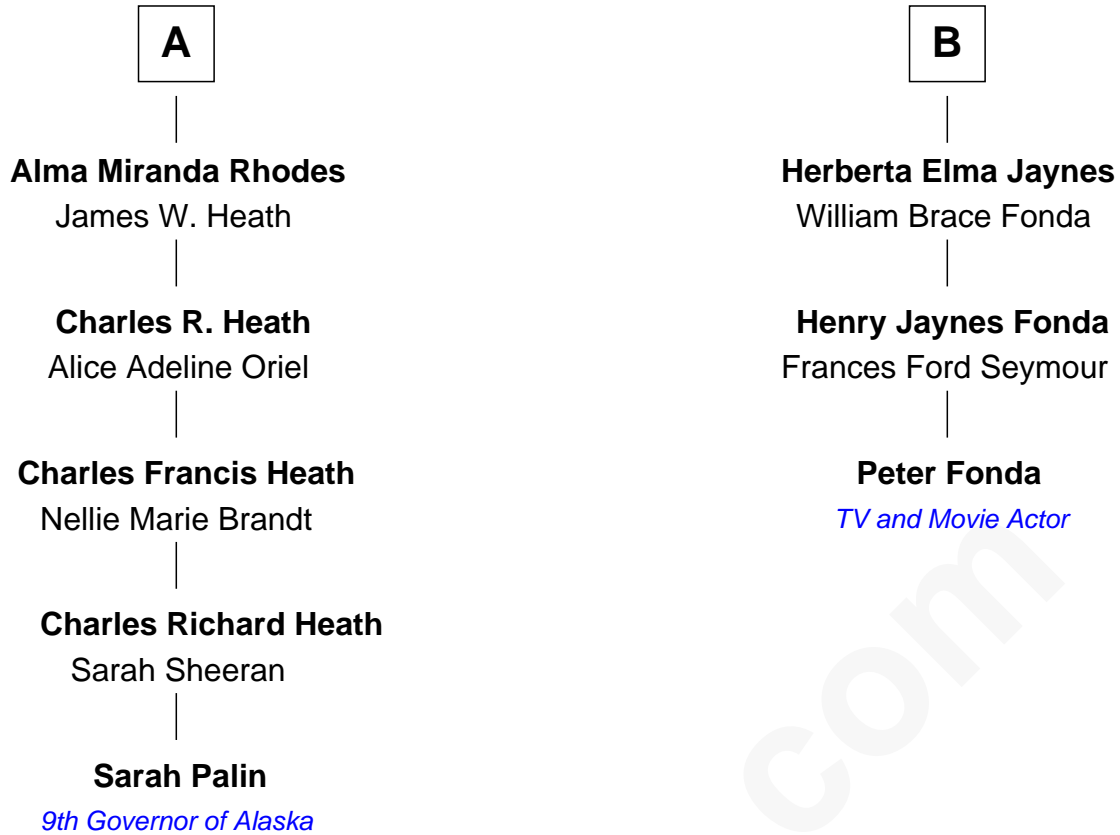 A
Alma Miranda Rhodes
James W. Heath
Charles R. Heath
Alice Adeline Oriel
Charles Francis Heath
Nellie Marie Brandt
Charles Richard Heath
Sarah Sheeran
Sarah Palin
9th Governor of Alaska
B
Herberta Elma Jaynes
William Brace Fonda
Henry Jaynes Fonda
Frances Ford Seymour
Peter Fonda
TV and Movie Actor
com